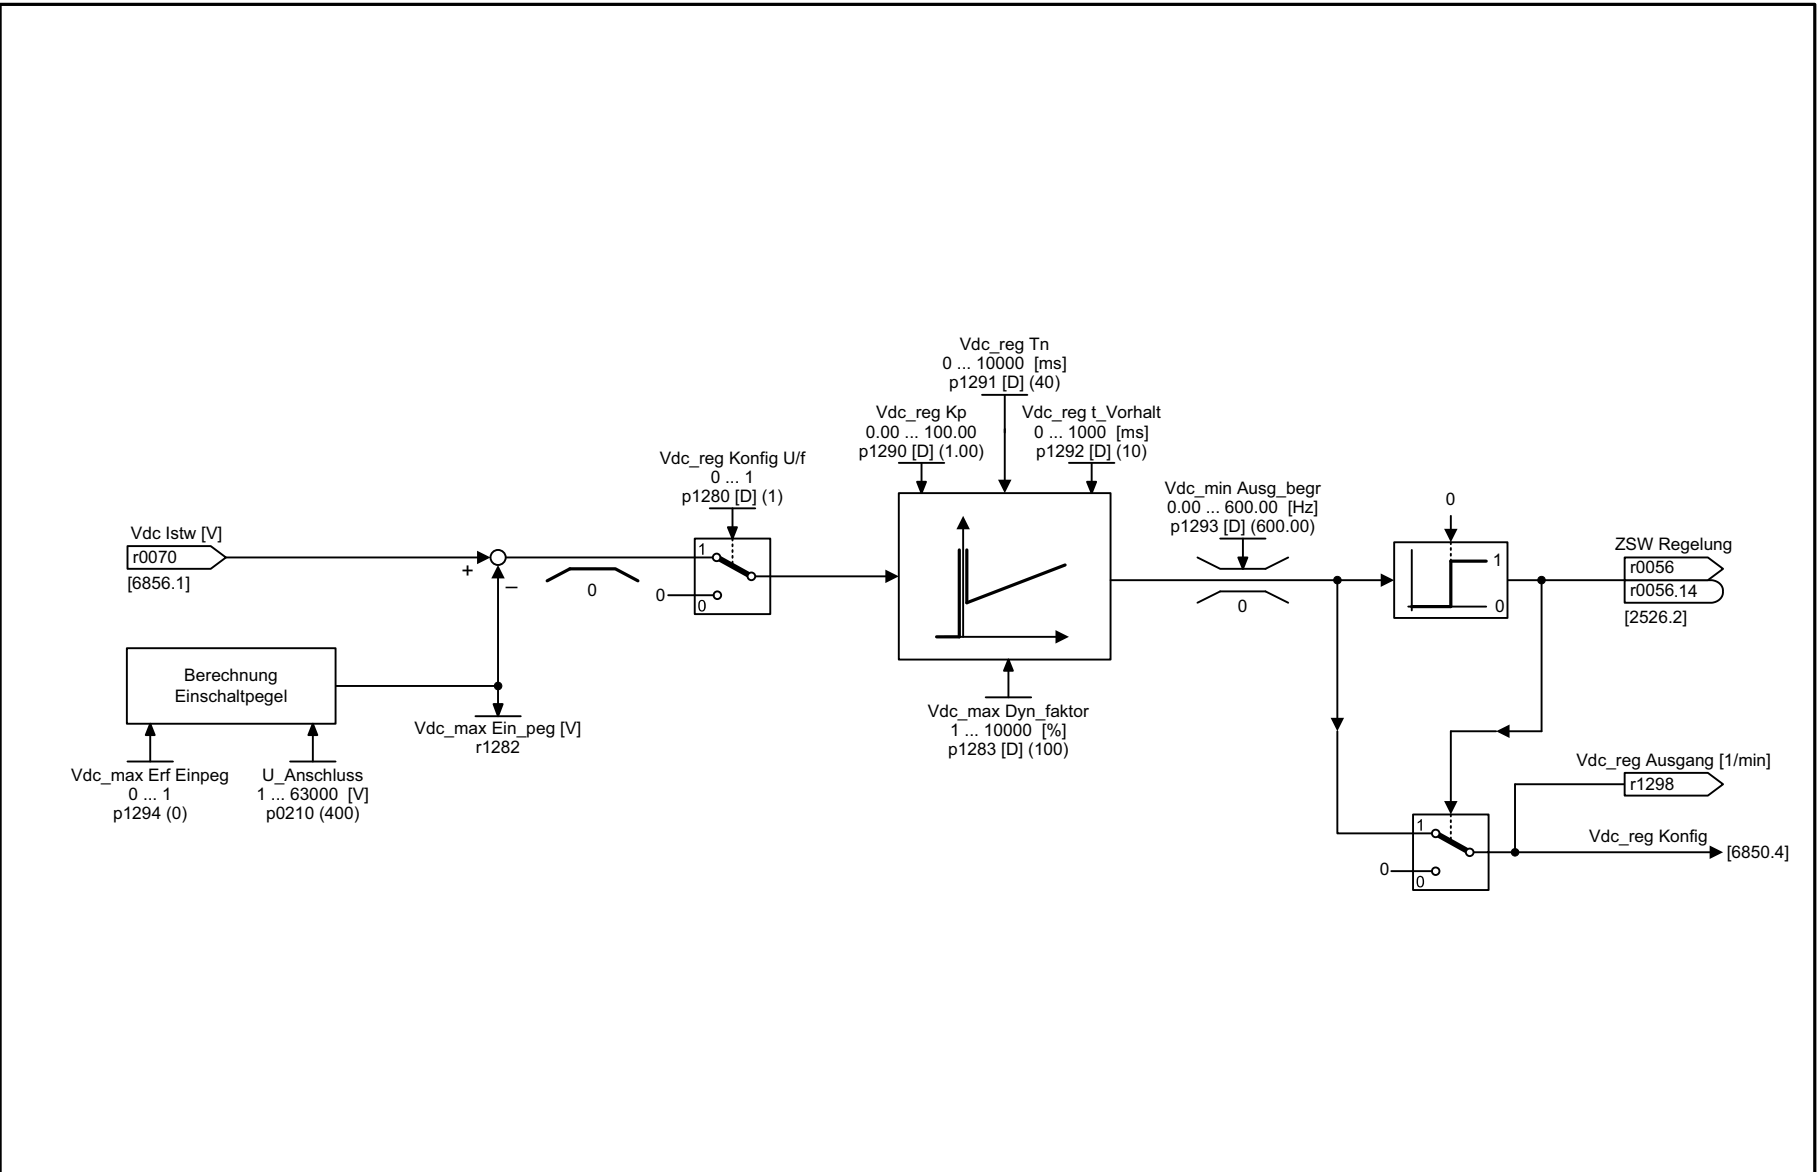 Vdc_reg Tn
0 ... 10000 [ms]
p1291 [D] (40)
Vdc_reg Kp
0.00 ... 100.00
p1290 [D] (1.00)
Vdc_reg t_Vorhalt
0 ... 1000 [ms]
p1292 [D] (10)
Vdc_reg Konfig U/f
0 ... 1
p1280 [D] (1)
Vdc_min Ausg_begr
0.00 ... 600.00 [Hz]
p1293 [D] (600.00)
0
Vdc Istw [V]
r0070
[6856.1]
+
–
0
1
0
0
0
1
0
ZSW Regelung
r0056
r0056.14
[2526.2]
Berechnung
Einschaltpegel
Vdc_max Ein_peg [V]
r1282
Vdc_max Erf Einpeg
0 ... 1
p1294 (0)
U_Anschluss
1 ... 63000 [V]
p0210 (400)
Vdc_max Dyn_faktor
1 ... 10000 [%]
p1283 [D] (100)
Vdc_reg Ausgang [1/min]
r1298
1
0
0
Vdc_reg Konfig
[6850.4]